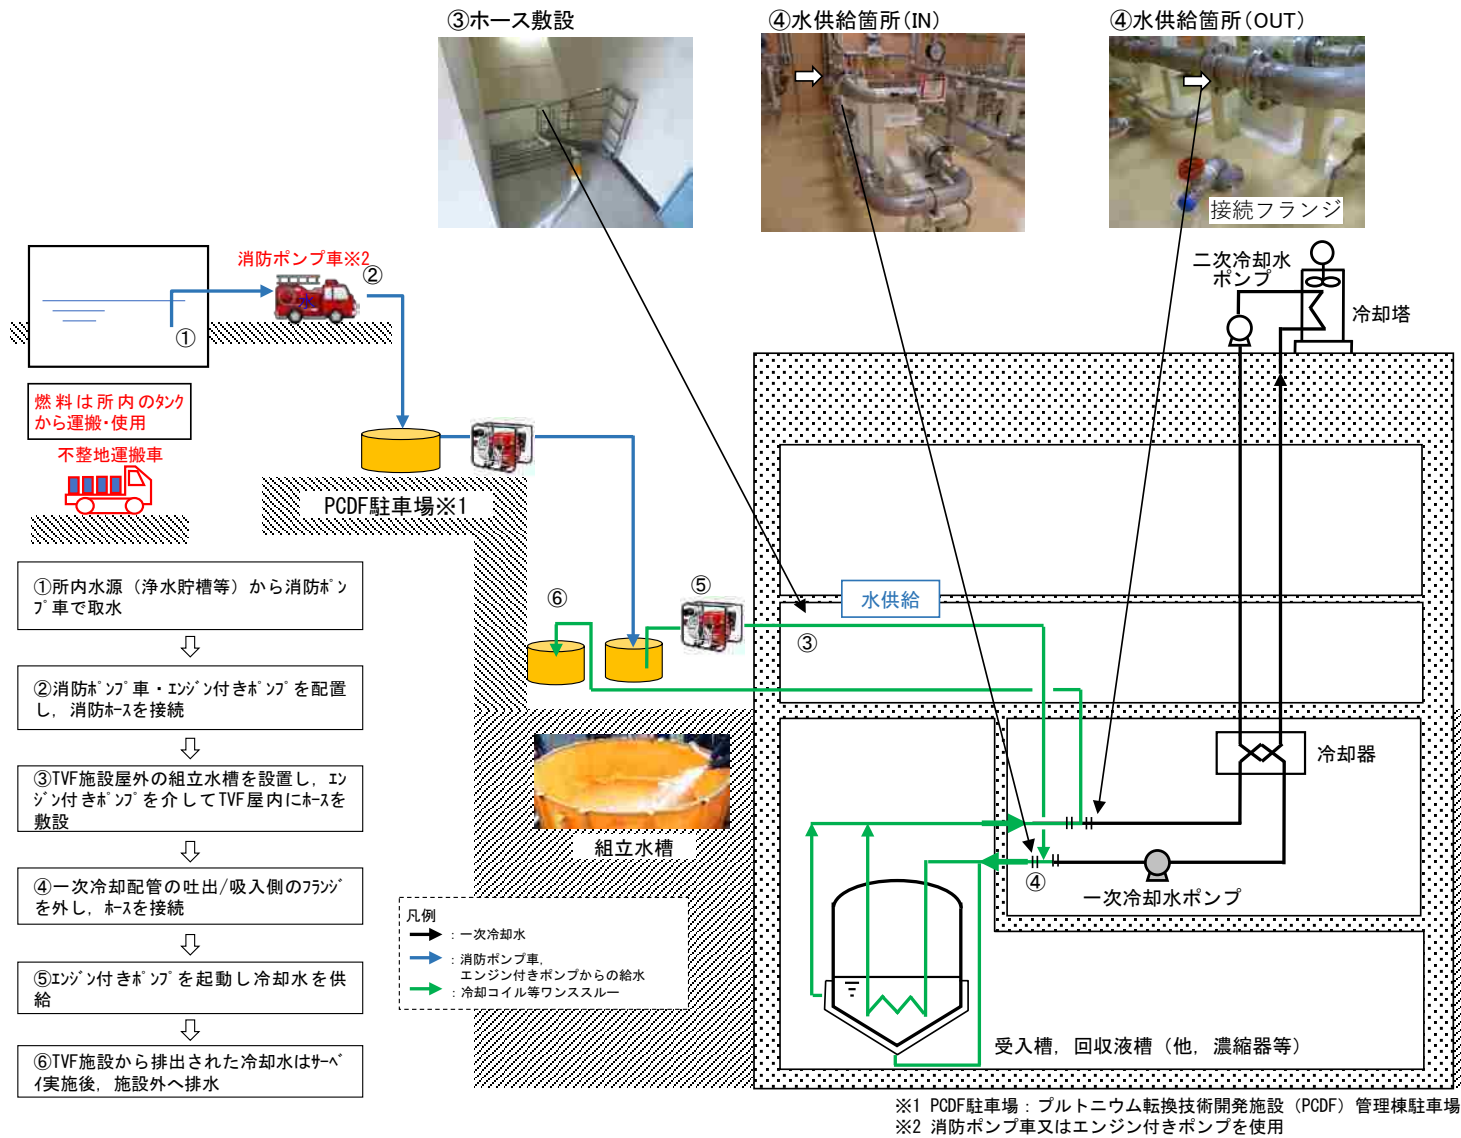 ③ホース敷設
④水供給箇所(IN)
④水供給箇所(OUT)
接続フランジ
消防ポンプ車※2
②
①
燃料は所内のﾀﾝｸ
から運搬・使用
不整地運搬車
PCDF駐車場※1
二次冷却水
ポンプ
冷却塔
①所内水源（浄水貯槽等）から消防ﾎﾟﾝ
ﾌﾟ車で取水
②消防ﾎﾟﾝﾌﾟ車・ｴﾝｼﾞﾝ付きﾎﾟﾝﾌﾟを配置
し，消防ﾎｰｽを接続
③TVF施設屋外の組立水槽を設置し，ｴﾝ
ｼﾞﾝ付きﾎﾟﾝﾌﾟを介してTVF屋内にﾎｰｽを
敷設
④一次冷却配管の吐出/吸入側のﾌﾗﾝｼﾞ
を外し，ﾎｰｽを接続
⑤ｴﾝｼﾞﾝ付きﾎﾟﾝﾌﾟを起動し冷却水を供
給
⑥TVF施設から排出された冷却水はｻｰﾍﾞ
ｲ実施後，施設外へ排水
⑥
⑤
水供給
③
冷却器
組立水槽
④
一次冷却水ポンプ
凡例
：一次冷却水
：消防ポンプ車，
エンジン付きポンプからの給水
：冷却コイル等ワンススルー
受入槽，回収液槽（他，濃縮器等）
※1 PCDF駐車場：プルトニウム転換技術開発施設（PCDF）管理棟駐車場
※2 消防ポンプ車又はエンジン付きポンプを使用